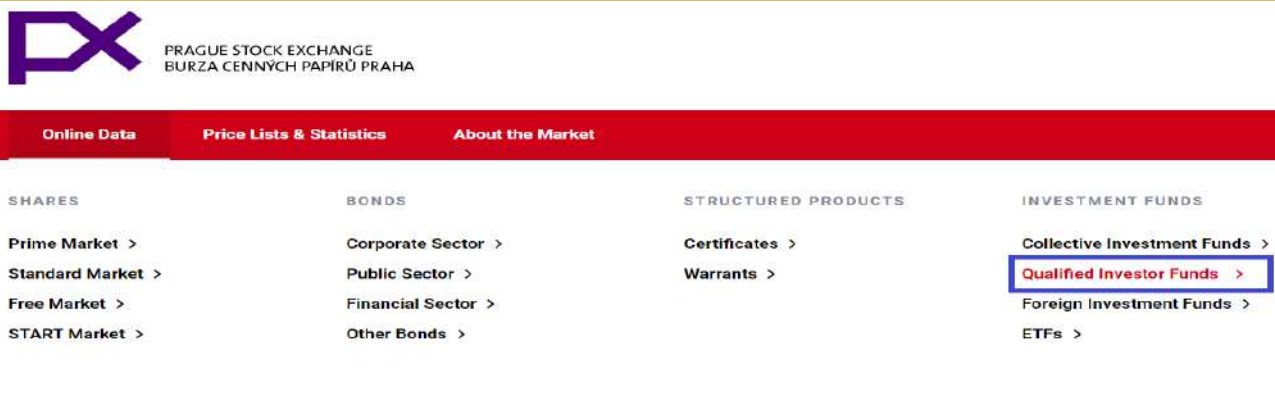 PX
PRAGUE STOCK EXCHANGE
BURZA CENNÝCH PAPÍRŮ PRAHA
Online Data
Price Lists & Statistics
About the Market
SHARES
Prime Market >
Standard Market >
Free Market >
START Market >
BONDS
Corporate Sector >
Public Sector >
Financial Sector >
Other Bonds >
STRUCTURED PRODUCTS
Certificates >
Warrants >
INVESTMENT FUNDS
Collective Investment Funds >
Qualified Investor Funds >
Foreign Investment Funds >
ETFs >